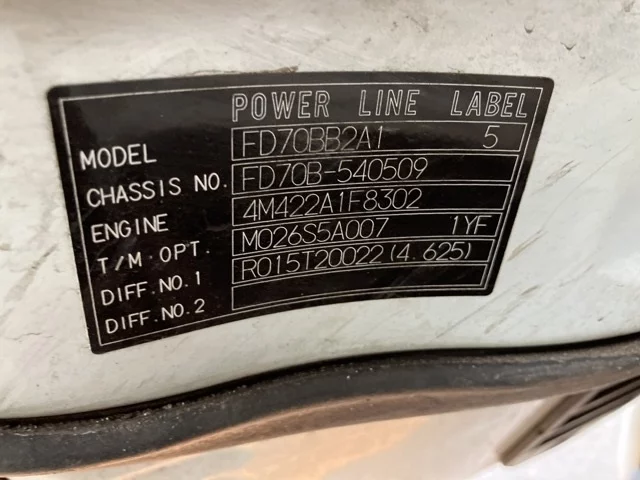 POWER LINE LABEL
MODEL FD70BB2A1 5
CHASSIS NO. FD70B-540509
ENGINE 4M422A1F8302
T/M OPT. M026S5A007 1YF
DIFF.NO.1 R015T20022(4.625)
DIFF.NO.2